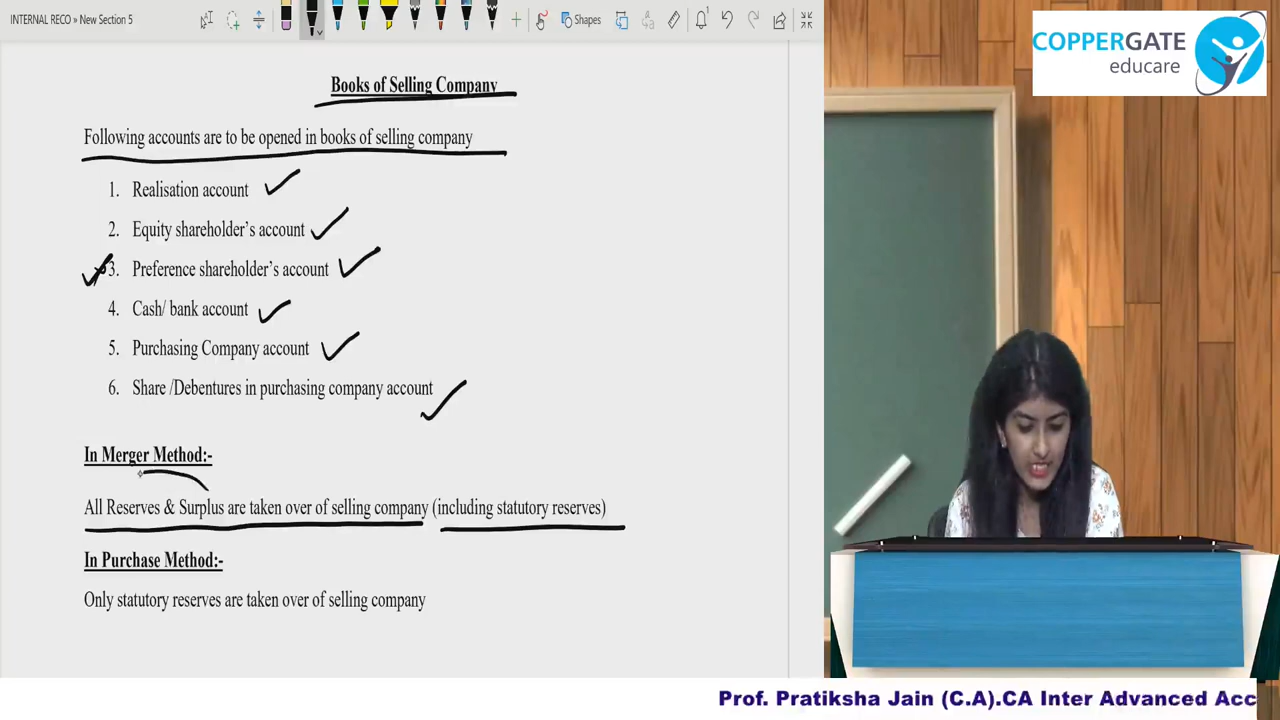 INTERNAL RECO » New Section 5
Shapes
COPPERGATE
educare
Books of Selling Company
Following accounts are to be opened in books of selling company
1. Realisation account
2. Equity shareholder's account
3. Preference shareholder's account
4. Cash/ bank account
5. Purchasing Company account
6. Share /Debentures in purchasing company account
In Merger Method:-
All Reserves & Surplus are taken over of selling company (including statutory reserves)
In Purchase Method:-
Only statutory reserves are taken over of selling company
Prof. Pratiksha Jain (C.A).CA Inter Advanced Acc